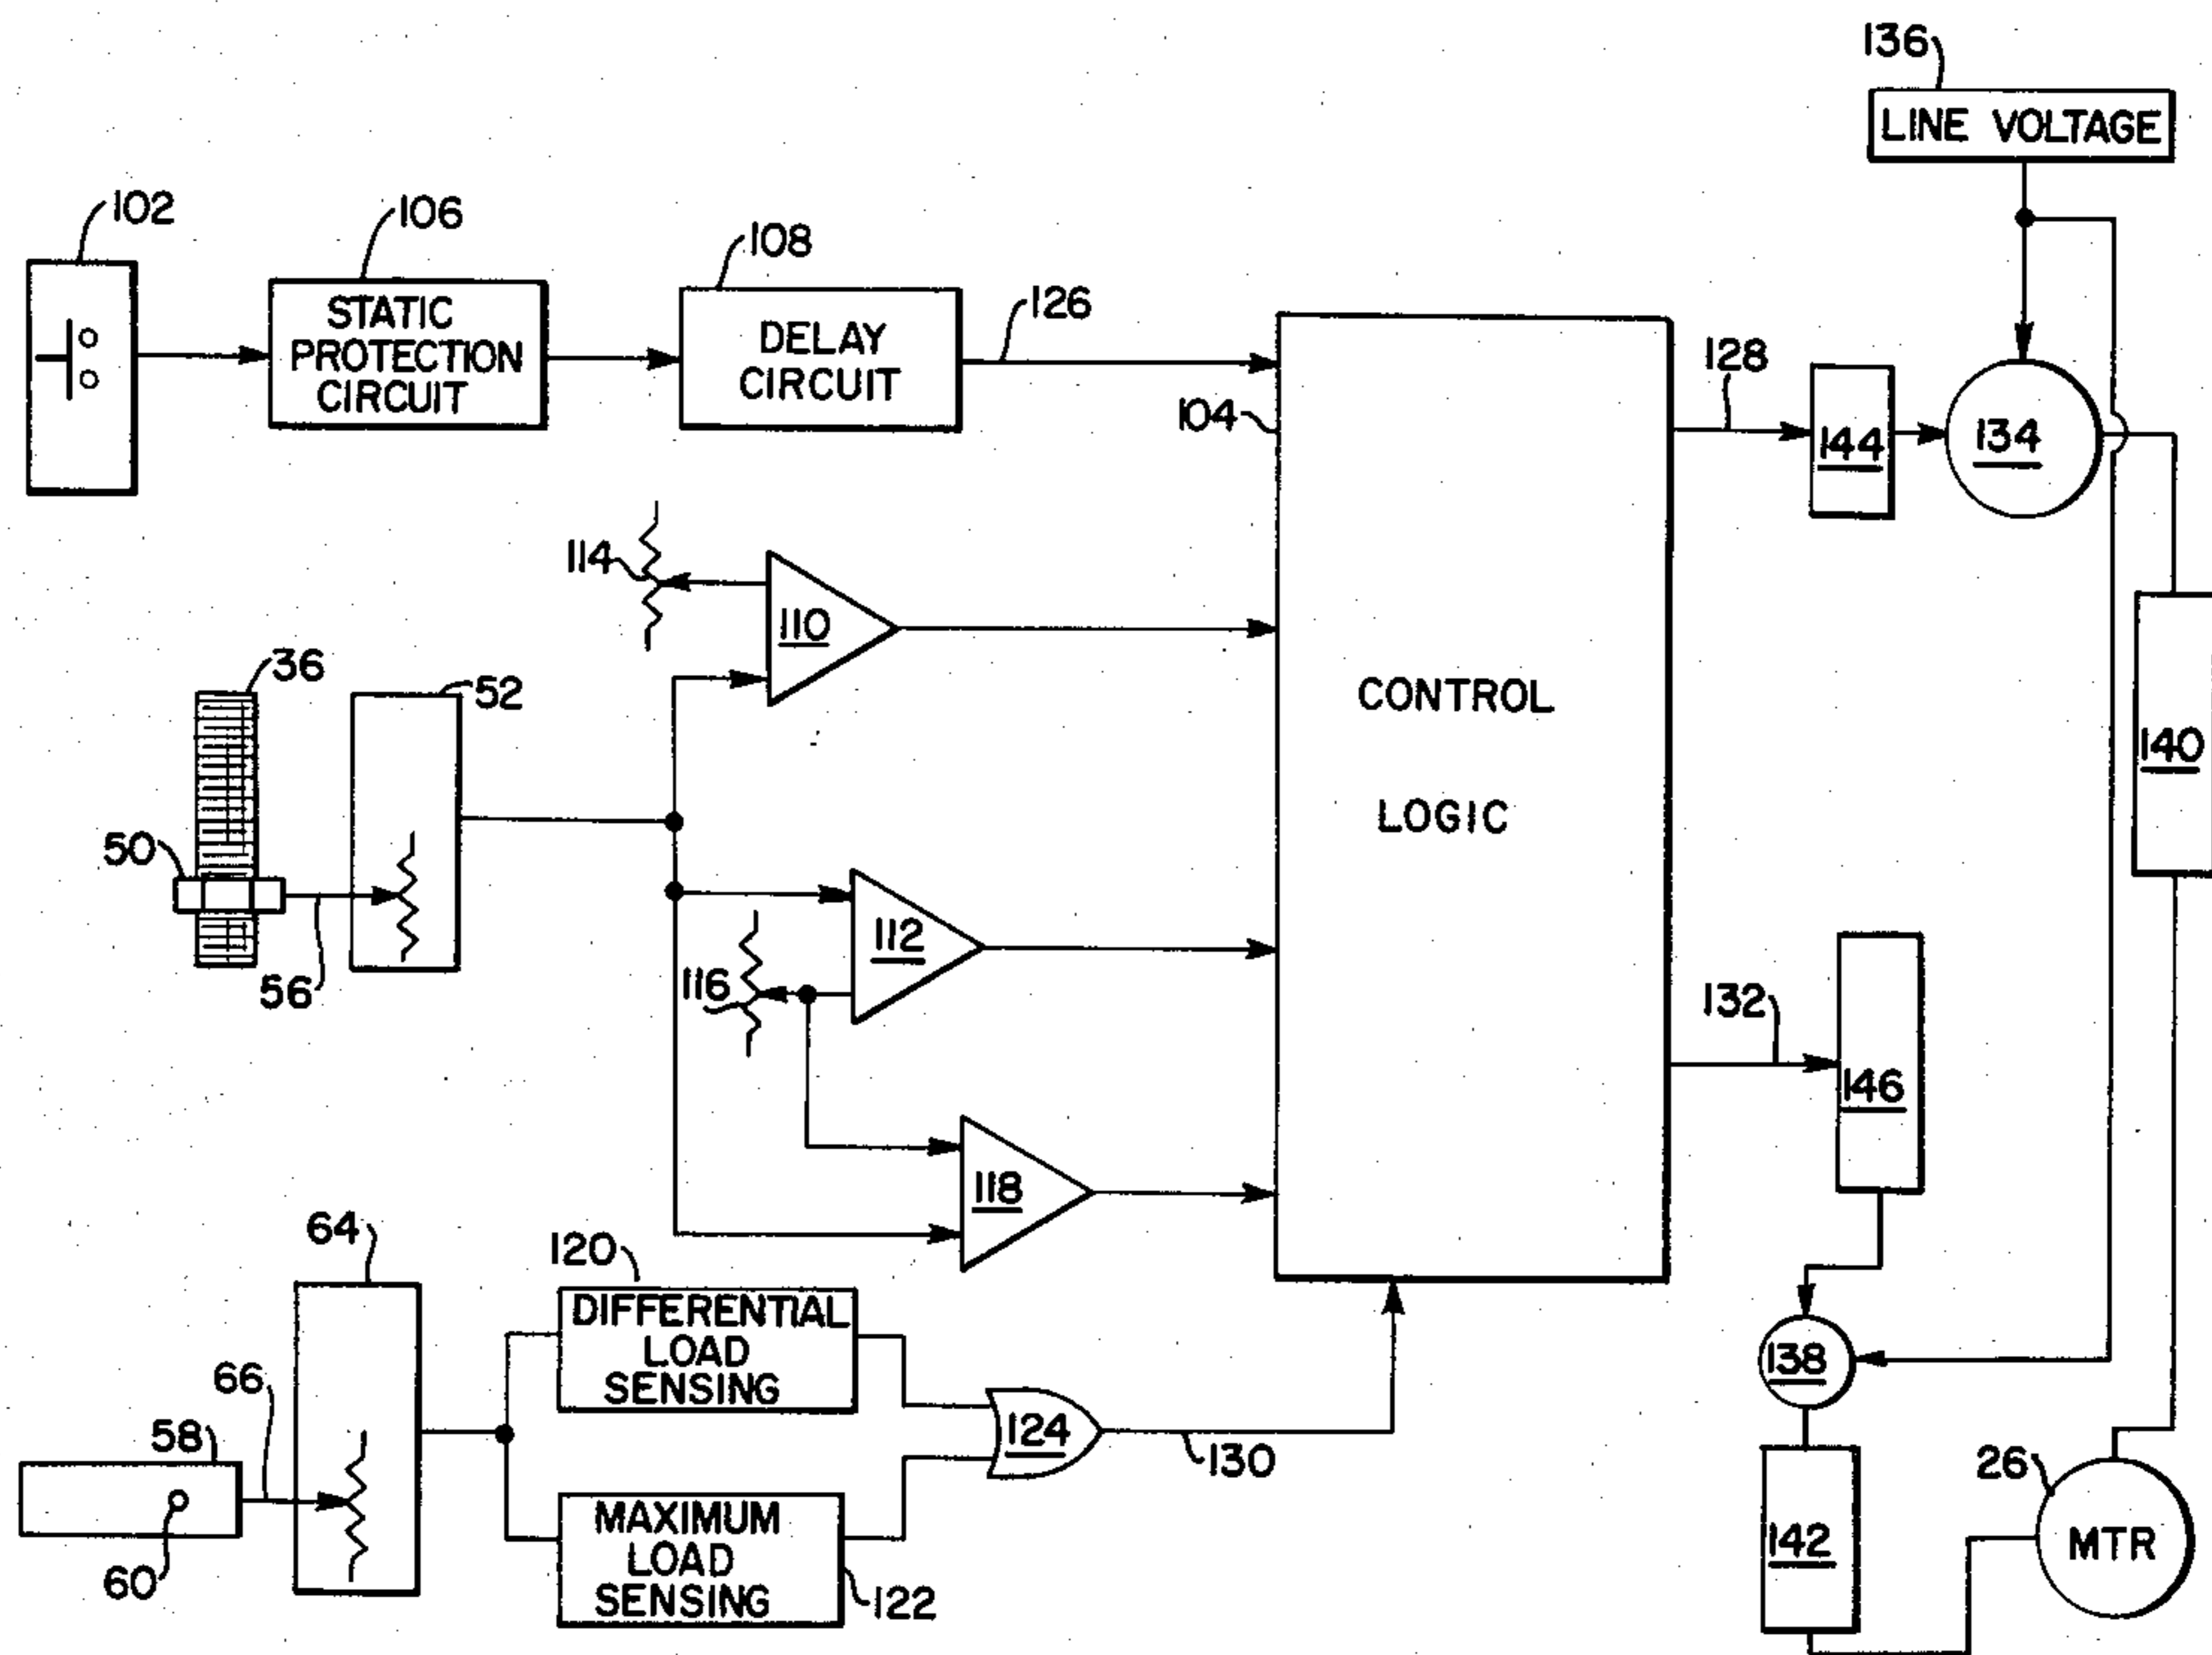 136
LINE VOLTAGE
102
106
108
126
STATIC
PROTECTION
CIRCUIT
DELAY
CIRCUIT
104
128
144
134
114
110
36
52
CONTROL
LOGIC
140
50
56
112
116
132
146
118
64
120
DIFFERENTIAL
LOAD
SENSING
138
66
58
124
130
60
MAXIMUM
LOAD
SENSING
122
26
142
MTR